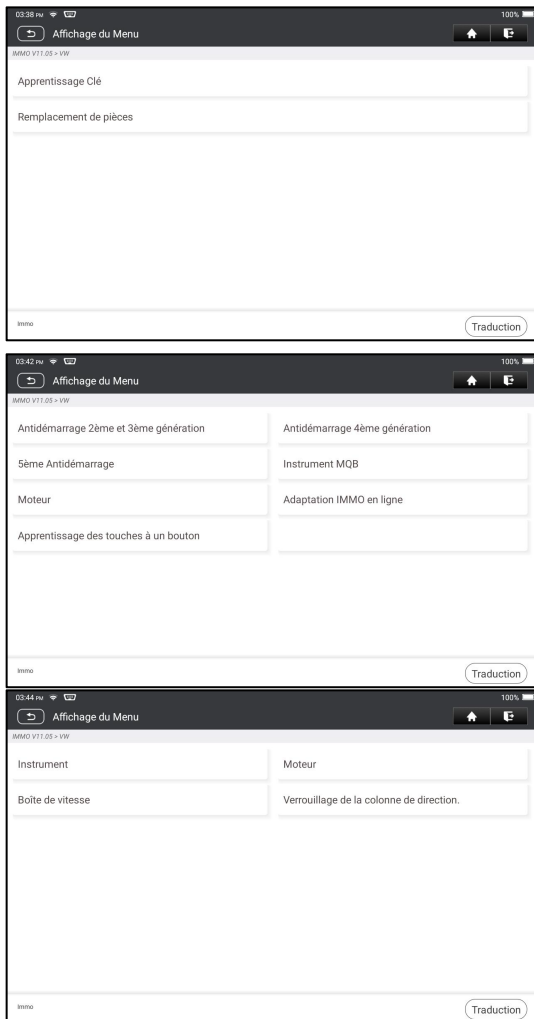 03:38 PM
100%
Affichage du Menu
IMMO V11.05 > VW
Apprentissage Clé
Remplacement de pièces
Immo
Traduction
03:42 PM
100%
Affichage du Menu
IMMO V11.05 > VW
Antidémarrage 2ème et 3ème génération
Antidémarrage 4ème génération
5ème Antidémarrage
Instrument MQB
Moteur
Adaptation IMMO en ligne
Apprentissage des touches à un bouton
Immo
Traduction
03:44 PM
100%
Affichage du Menu
IMMO V11.05 > VW
Instrument
Moteur
Boîte de vitesse
Verrouillage de la colonne de direction.
Immo
Traduction